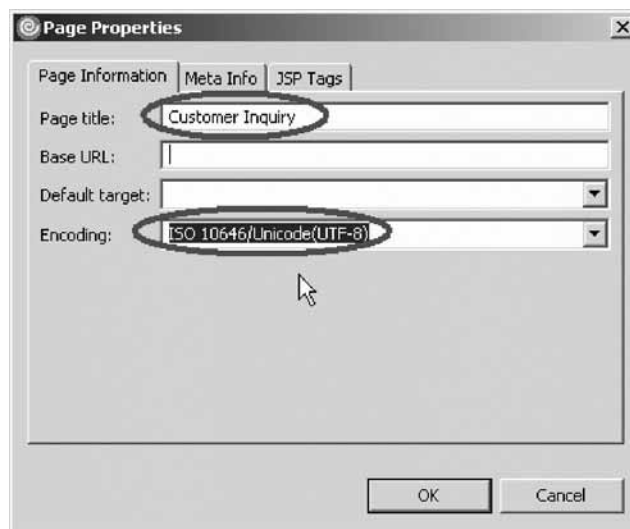 Page Properties
Page Information Meta Info JSP Tags
Page title: Customer Inquiry
Base URL:
Default target:
Encoding: ISO 10646/Unicode(UTF-8)
OK Cancel